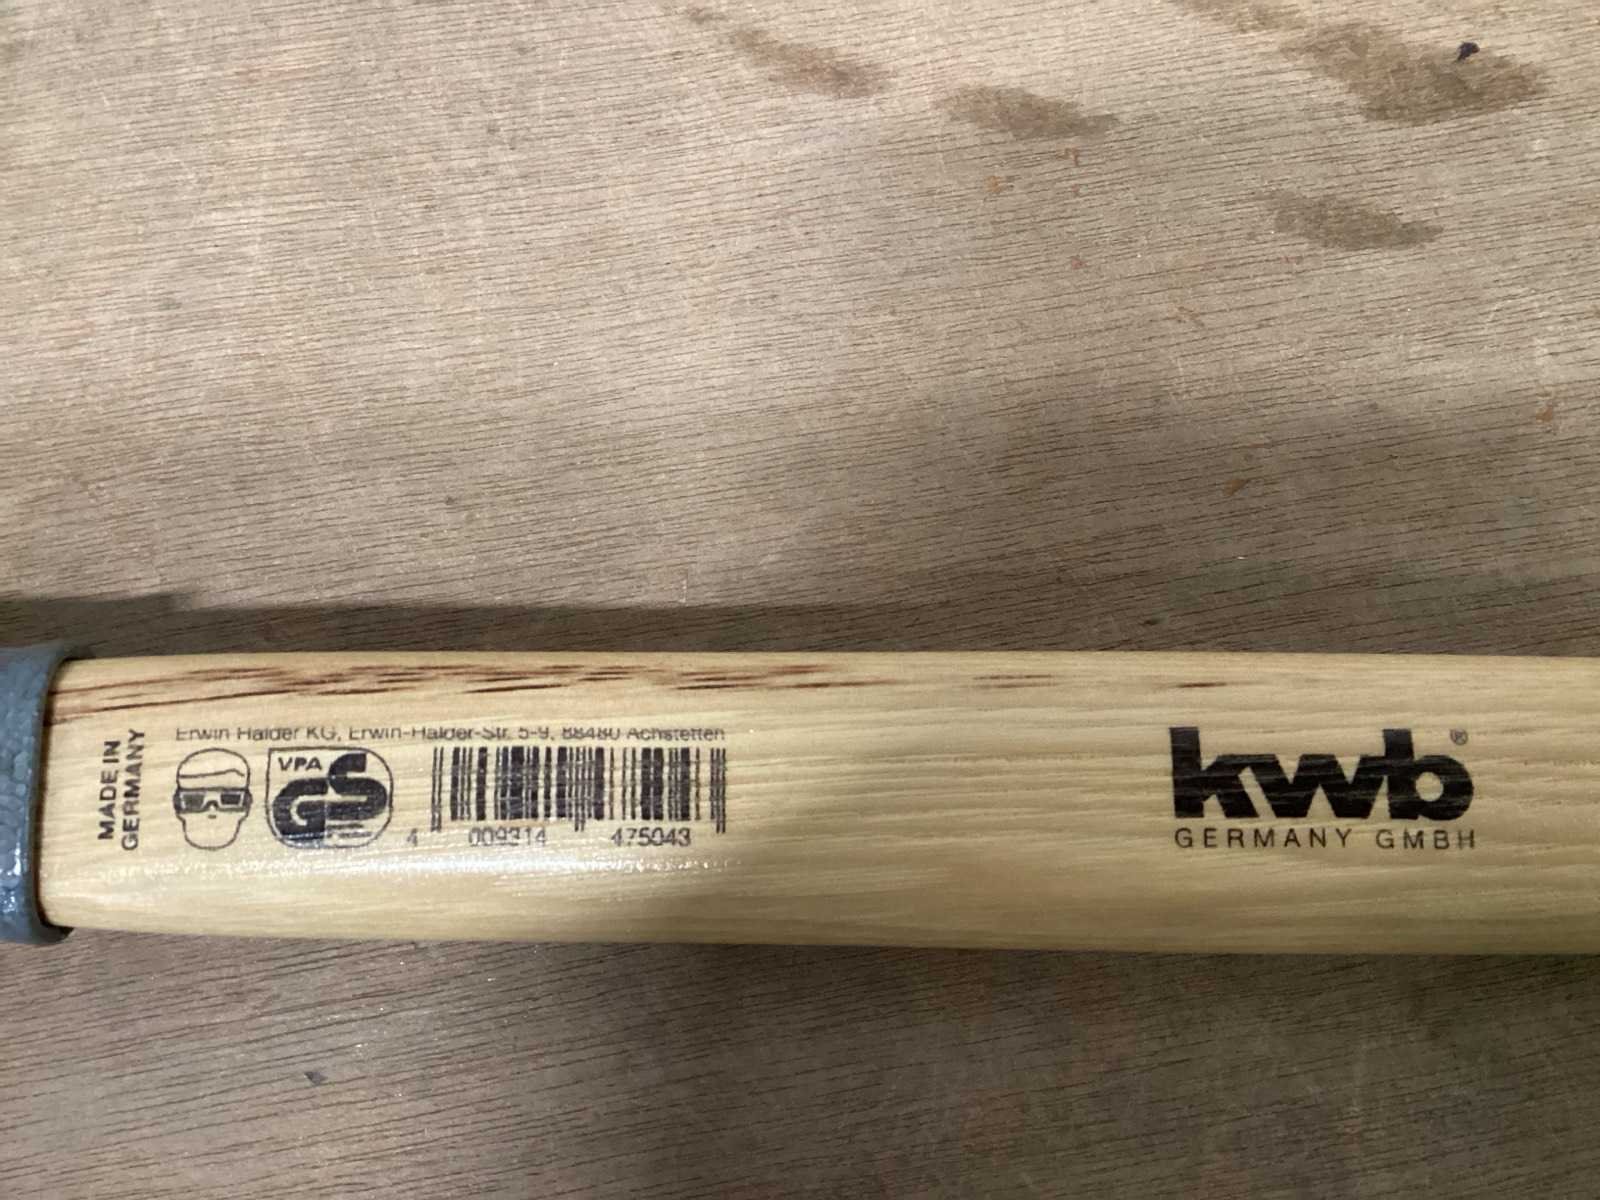 MADE IN
GERMANY
Erwin Halder KG, Erwin-Halder-Str. 5-9, 88480 Achstetten
VPA
GS
4 009314 475043
kwb®
GERMANY GMBH